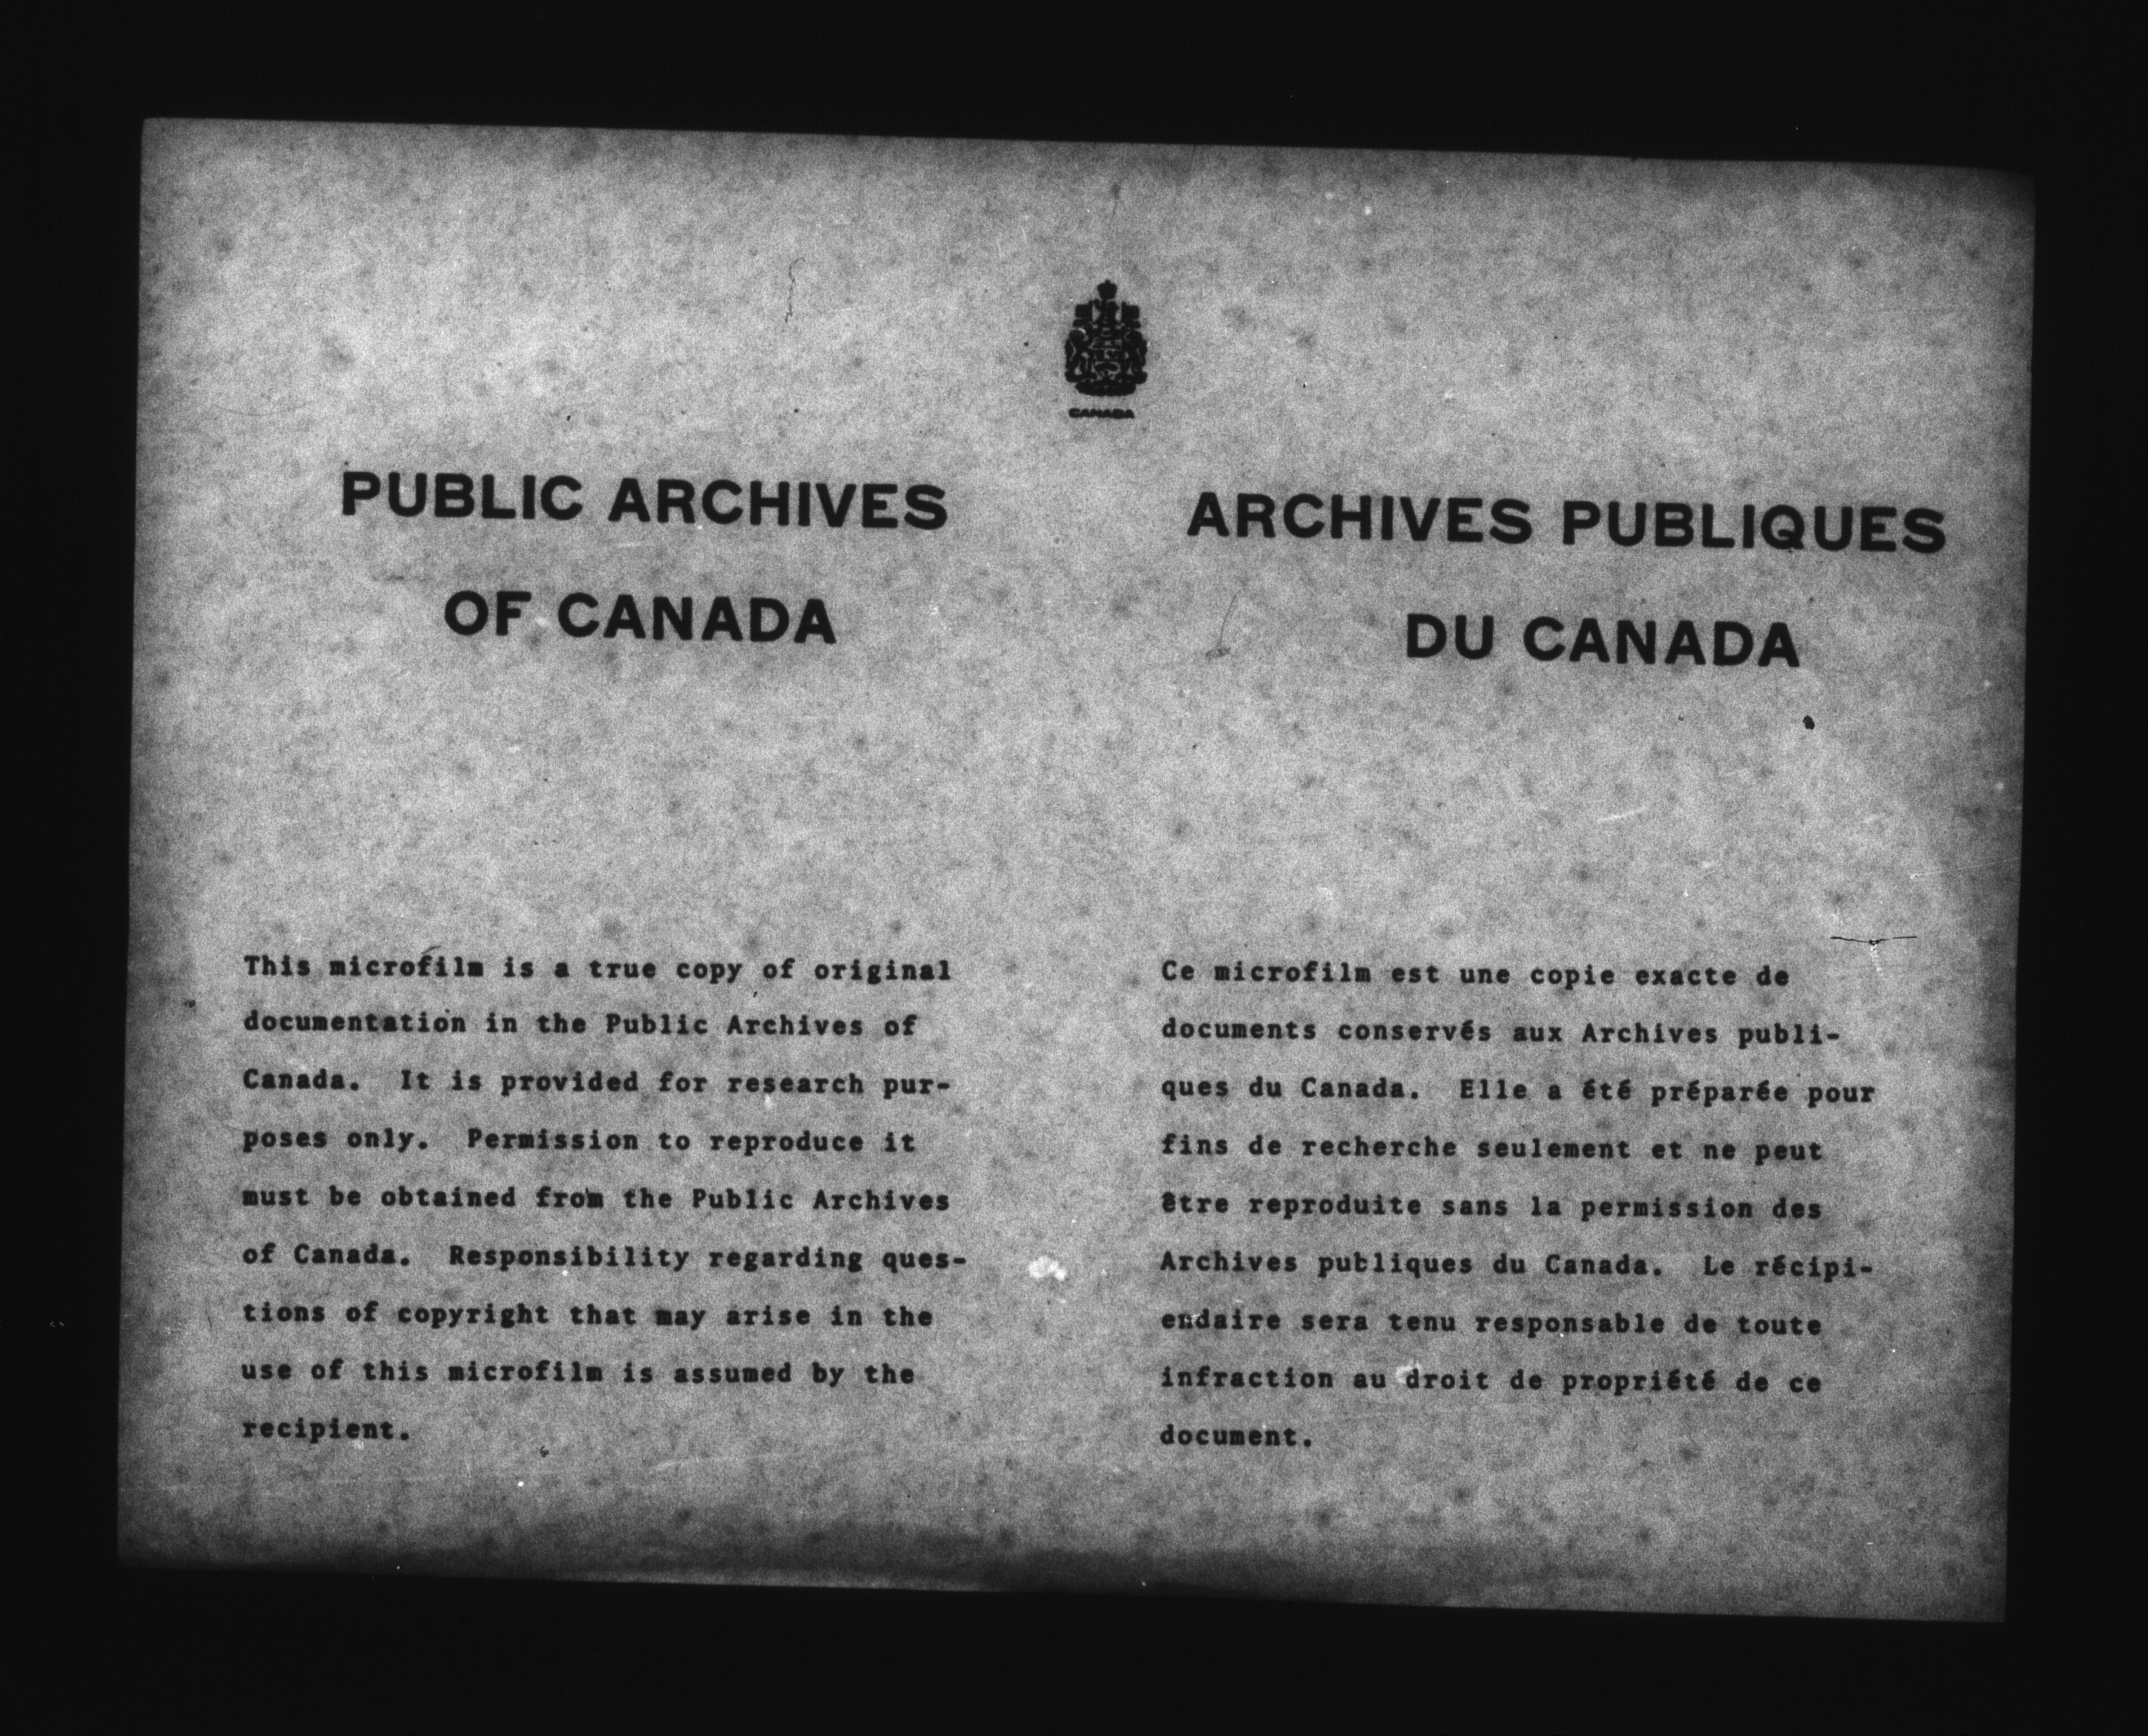 CANADA
PUBLIC ARCHIVES
OF CANADA
This microfilm is a true copy of original
documentation in the Public Archives of
Canada. It is provided for research pur-
poses only. Permission to reproduce it
must be obtained from the Public Archives
of Canada. Responsibility regarding ques-
tions of copyright that may arise in the
use of this microfilm is assumed by the
recipient.
ARCHIVES PUBLIQUES
DU CANADA
Ce microfilm est une copie exacte de
documents conservés aux Archives publi-
ques du Canada. Elle a été préparée pour
fins de recherche seulement et ne peut
être reproduite sans la permission des
Archives publiques du Canada. Le récipi-
endaire sera tenu responsable de toute
infraction au droit de propriété de ce
document.